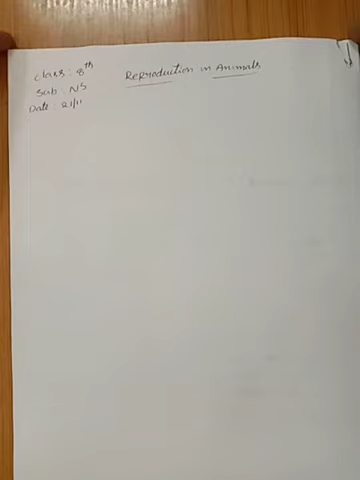 Class : 8th
Reproduction in Animals
Sub : NS
Date : 21/11